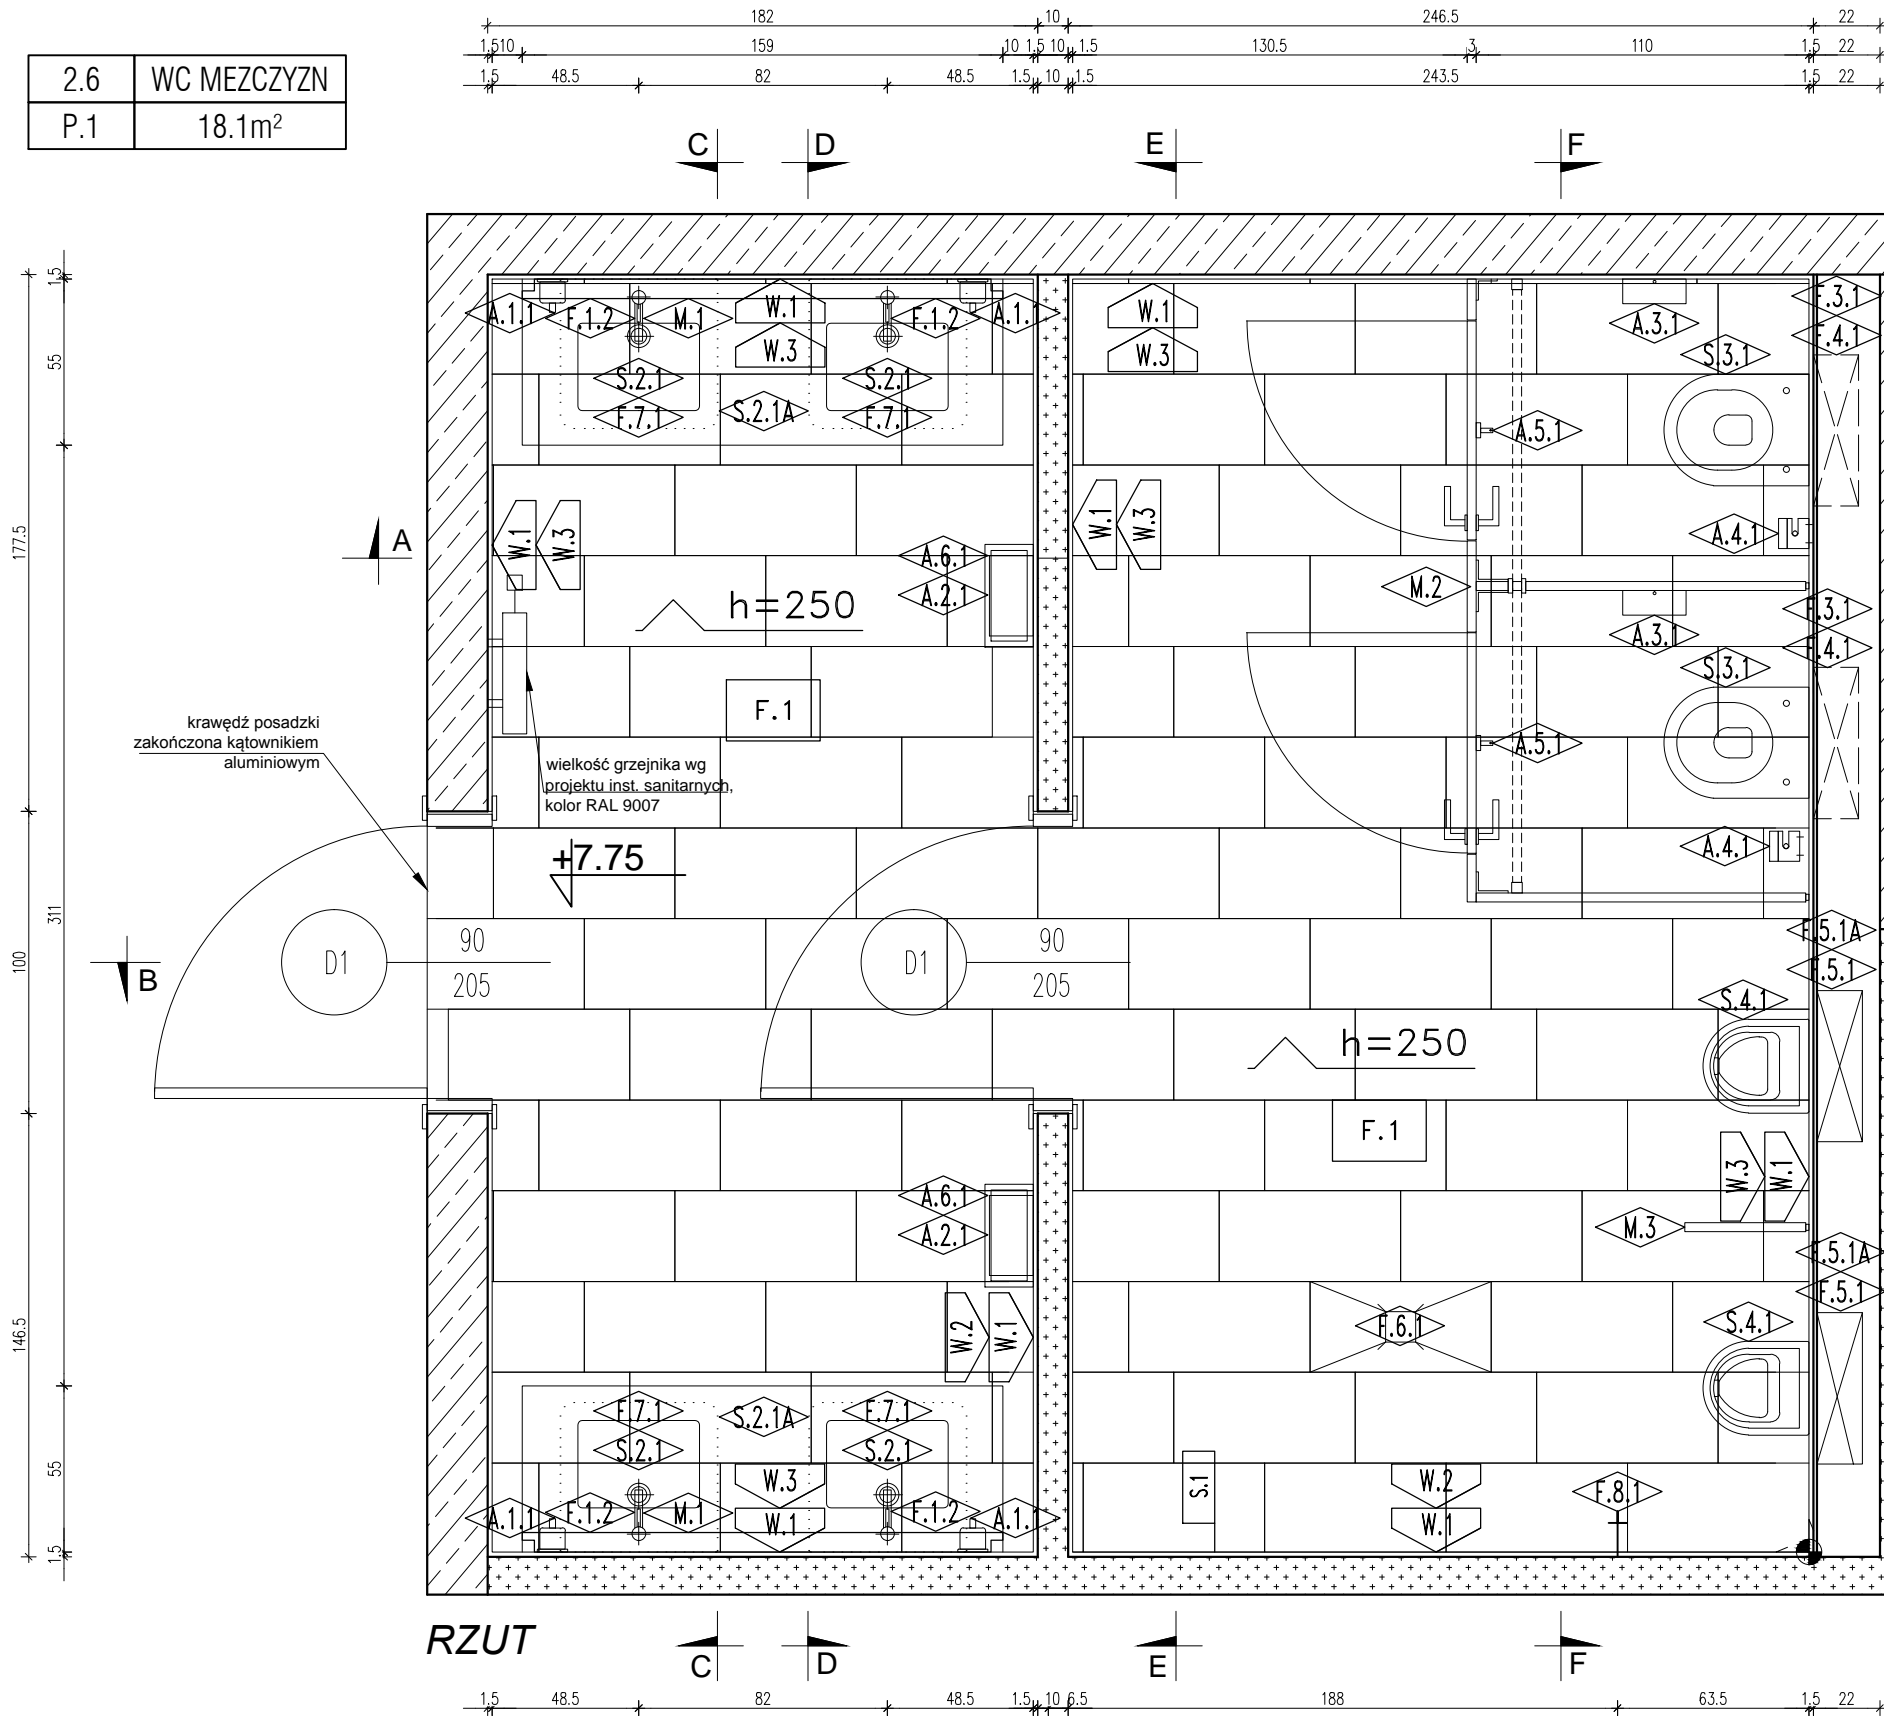 182 10 246.5 22
1.5 10 159 10 1.5 10 1.5 130.5 3 110 1.5 22
1.5 48.5 82 48.5 1.5 10 1.5 243.5 1.5 22
2.6 WC MEZCZYZN
P.1 18.1m²
C D E F
1.5
55
177.5
311
100
146.5
55
1.5
A.1.1 F.1.2 M.1 W.1 F.1.2 A.1.1
W.3
S.2.1 S.2.1
F.7.1 S.2.1A F.7.1
W.1
W.3
A.3.1
F.3.1
F.4.1
S.3.1
A.5.1
A
W.1 W.3
W.1 W.3
A.4.1
A.6.1
A.2.1
h=250
M.2
A.3.1
F.3.1
F.4.1
S.3.1
F.1
A.5.1
krawędź posadzki
zakończona kątownikiem
aluminiowym
wielkość grzejnika wg
projektu inst. sanitarnych,
kolor RAL 9007
+7.75
A.4.1
B
D1 90
205
D1 90
205
F.5.1A
F.5.1
S.4.1
h=250
F.1
W.3 W.1
A.6.1
A.2.1
M.3
F.5.1A
F.5.1
W.2 W.1
F.6.1
S.4.1
F.7.1 S.2.1A F.7.1
S.2.1 S.2.1
W.3
A.1.1 F.1.2 M.1 W.1 F.1.2 A.1.1
S.1
W.2
W.1
F.8.1
RZUT
C D E F
1.5 48.5 82 48.5 1.5 10 6.5 188 63.5 1.5 22